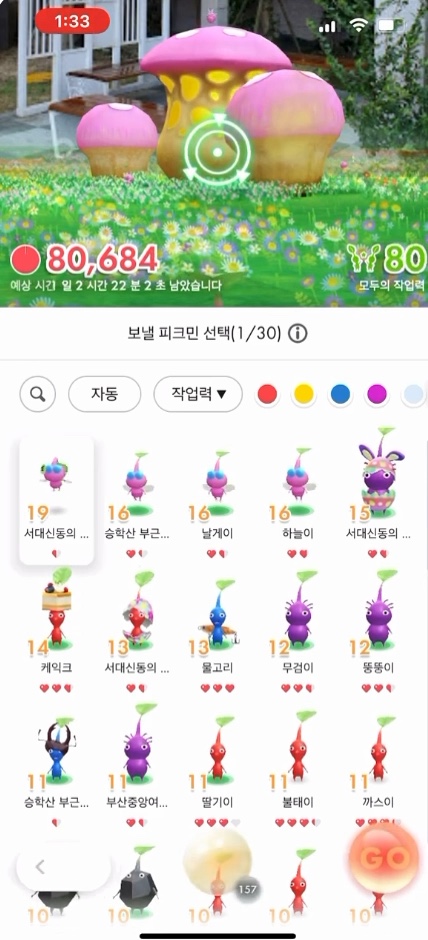 1:33
80,684
80
예상 시간 일 2 시간 22 분 2 초 남았습니다
모두의 작업력
보낼 피크민 선택(1/30)
자동
작업력 ▼
19
16
16
16
15
서대신동의 ...
승학산 부근...
날게이
하늘이
서대신동의 ...
14
13
13
12
12
케익크
서대신동의 ...
물고리
무검이
뚱뚱이
11
11
11
11
11
승학산 부근...
부산중앙여...
딸기이
불태이
까스이
GO
157
10
10
10
10
10